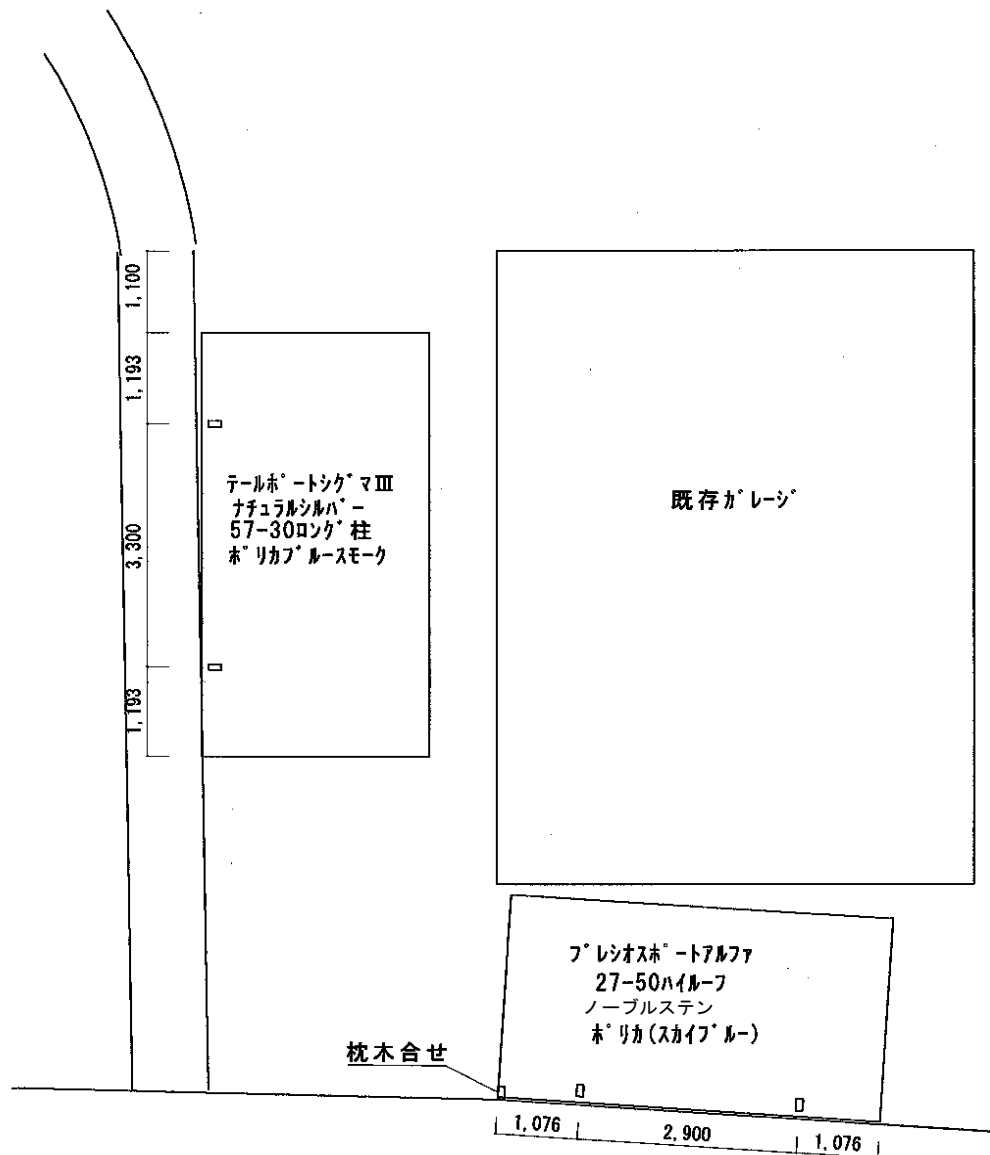 1,100
1,193
3,300
1,193
テールポートシグマⅢ
ナチュラルシルバー
57-30ロング柱
ポリカブルースモーク
既存ガレージ
プレシオスポートアルファ
27-50ハイルーフ
ノーブルステン
ポリカ(スカイブルー)
枕木合せ
1,076
2,900
1,076